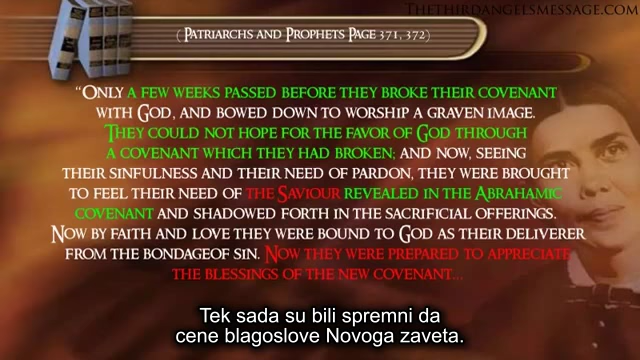 THETHIRDANGELSMESSAGE.COM
( PATRIARCHS AND PROPHETS PAGE 371, 372)
"ONLY A FEW WEEKS PASSED BEFORE THEY BROKE THEIR COVENANT
WITH GOD, AND BOWED DOWN TO WORSHIP A GRAVEN IMAGE.
THEY COULD NOT HOPE FOR THE FAVOR OF GOD THROUGH
A COVENANT WHICH THEY HAD BROKEN; AND NOW, SEEING
THEIR SINFULNESS AND THEIR NEED OF PARDON, THEY WERE BROUGHT
TO FEEL THEIR NEED OF THE SAVIOUR REVEALED IN THE ABRAHAMIC
COVENANT AND SHADOWED FORTH IN THE SACRIFICIAL OFFERINGS.
NOW BY FAITH AND LOVE THEY WERE BOUND TO GOD AS THEIR DELIVERER
FROM THE BONDAGEOF SIN. NOW THEY WERE PREPARED TO APPRECIATE
THE BLESSINGS OF THE NEW COVENANT...
Tek sada su bili spremni da
cene blagoslove Novoga zaveta.